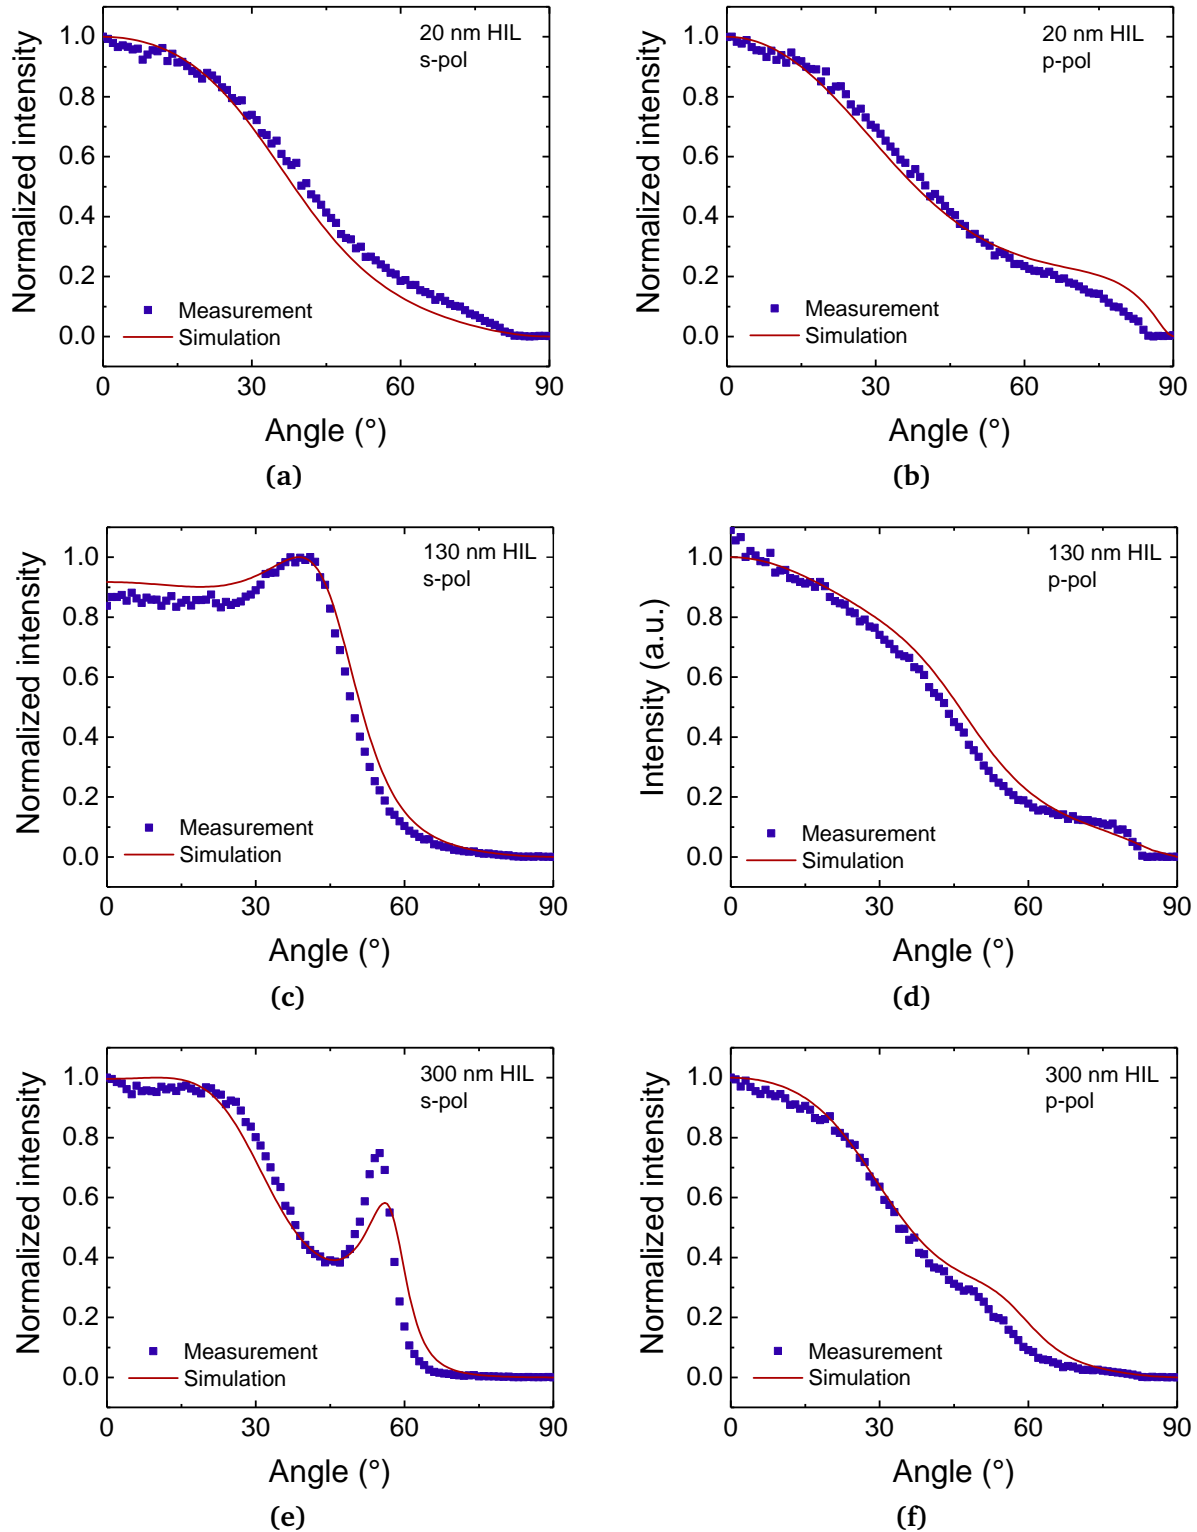 20 nm HIL
s-pol
Normalized intensity
1.0
0.8
0.6
0.4
0.2
0.0
Measurement
Simulation
0 30 60 90
Angle (°)
(a)
20 nm HIL
p-pol
Normalized intensity
1.0
0.8
0.6
0.4
0.2
0.0
Measurement
Simulation
0 30 60 90
Angle (°)
(b)
130 nm HIL
s-pol
Normalized intensity
1.0
0.8
0.6
0.4
0.2
0.0
Measurement
Simulation
0 30 60 90
Angle (°)
(c)
130 nm HIL
p-pol
Intensity (a.u.)
1.0
0.8
0.6
0.4
0.2
0.0
Measurement
Simulation
0 30 60 90
Angle (°)
(d)
300 nm HIL
s-pol
Normalized intensity
1.0
0.8
0.6
0.4
0.2
0.0
Measurement
Simulation
0 30 60 90
Angle (°)
(e)
300 nm HIL
p-pol
Normalized intensity
1.0
0.8
0.6
0.4
0.2
0.0
Measurement
Simulation
0 30 60 90
Angle (°)
(f)